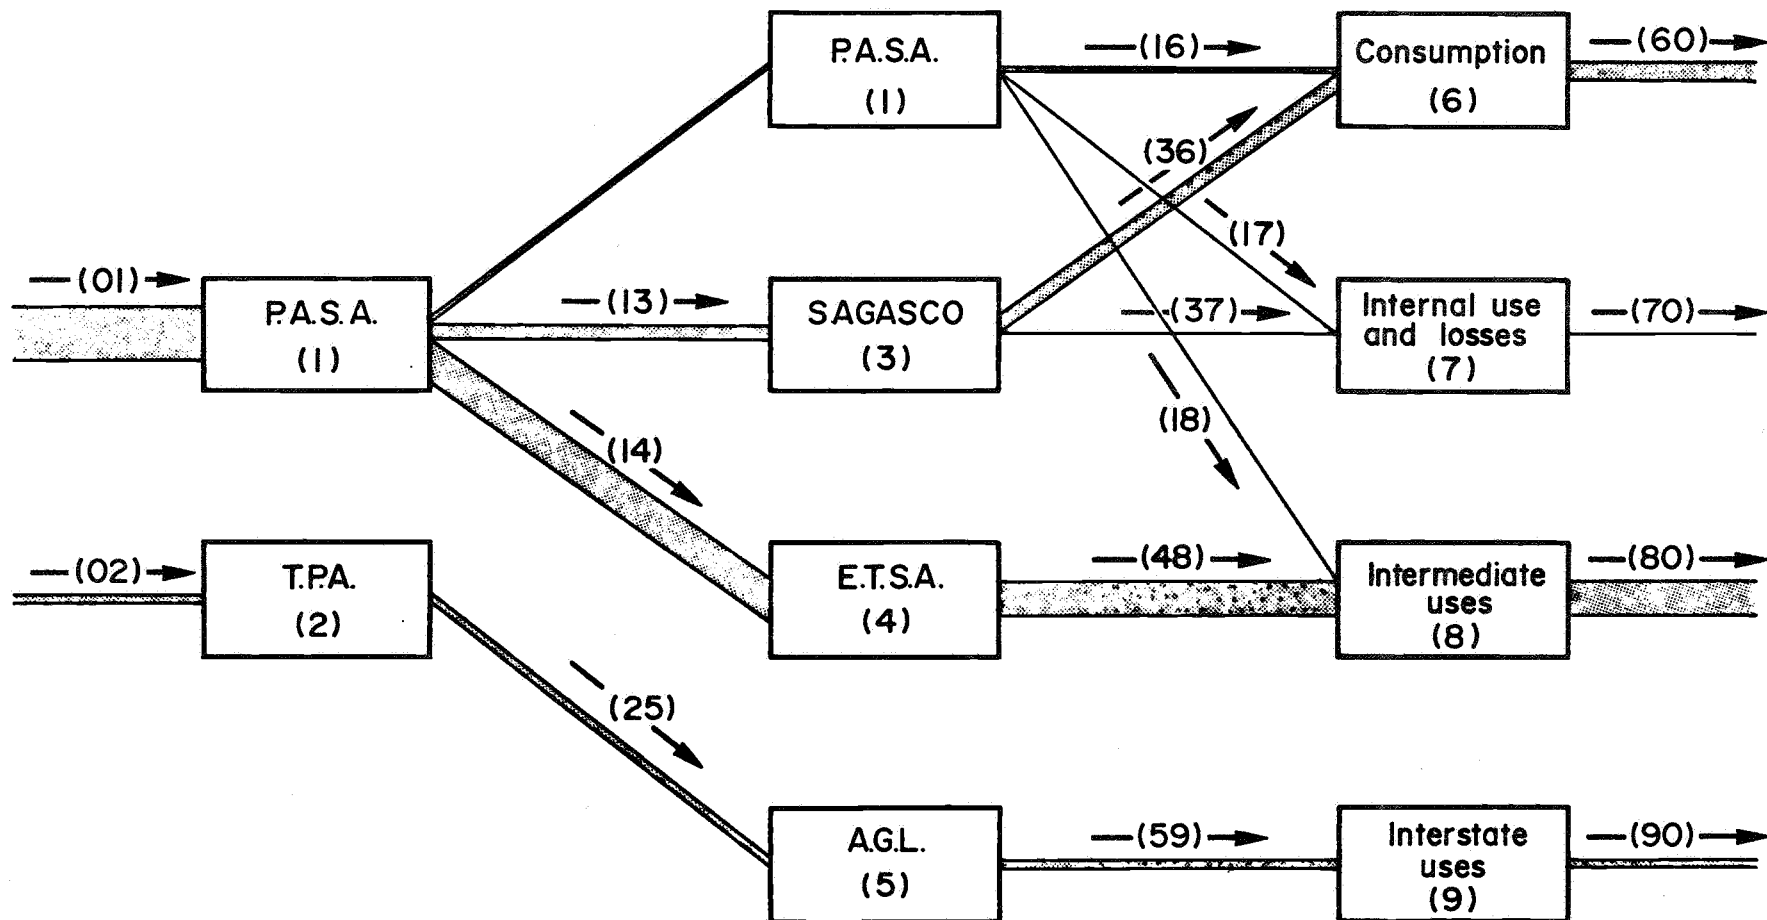 P.A.S.A.
(1)
(16)
Consumption
(6)
(60)
(36)
(17)
(01)
P.A.S.A.
(1)
(13)
SAGASCO
(3)
(37)
Internal use
and losses
(7)
(70)
(14)
(18)
(02)
T.P.A.
(2)
E.T.S.A.
(4)
(48)
Intermediate
uses
(8)
(80)
(25)
A.G.L.
(5)
(59)
Interstate
uses
(9)
(90)